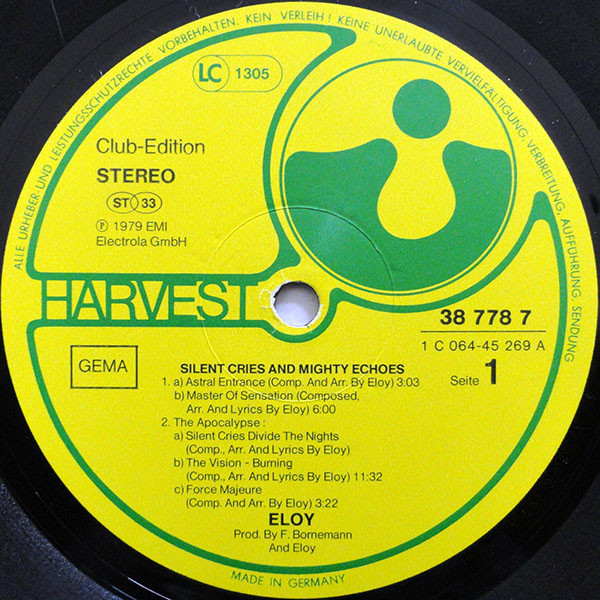 ALLE URHEBER-UND LEISTUNGSSCHUTZRECHTE VORBEHALTEN. KEIN VERLEIH! KEINE UNERLAUBTE VERVIELFÄLTIGUNG, VERBREITUNG, AUFFÜHRUNG, SENDUNG
LC 1305
Club-Edition
STEREO
ST 33
Ⓟ 1979 EMI
Electrola GmbH
HARVEST
38 778 7
1 C 064-45 269 A
GEMA
Seite 1
SILENT CRIES AND MIGHTY ECHOES
1. a) Astral Entrance (Comp. And Arr. By Eloy) 3:03
b) Master Of Sensation (Composed,
Arr. And Lyrics By Eloy) 6:00
2. The Apocalypse :
a) Silent Cries Divide The Nights
(Comp., Arr. And Lyrics By Eloy)
b) The Vision - Burning
(Comp., Arr. And Lyrics By Eloy) 11:32
c) Force Majeure
(Comp. And Arr. By Eloy) 3:22
ELOY
Prod. By F. Bornemann
And Eloy
MADE IN GERMANY